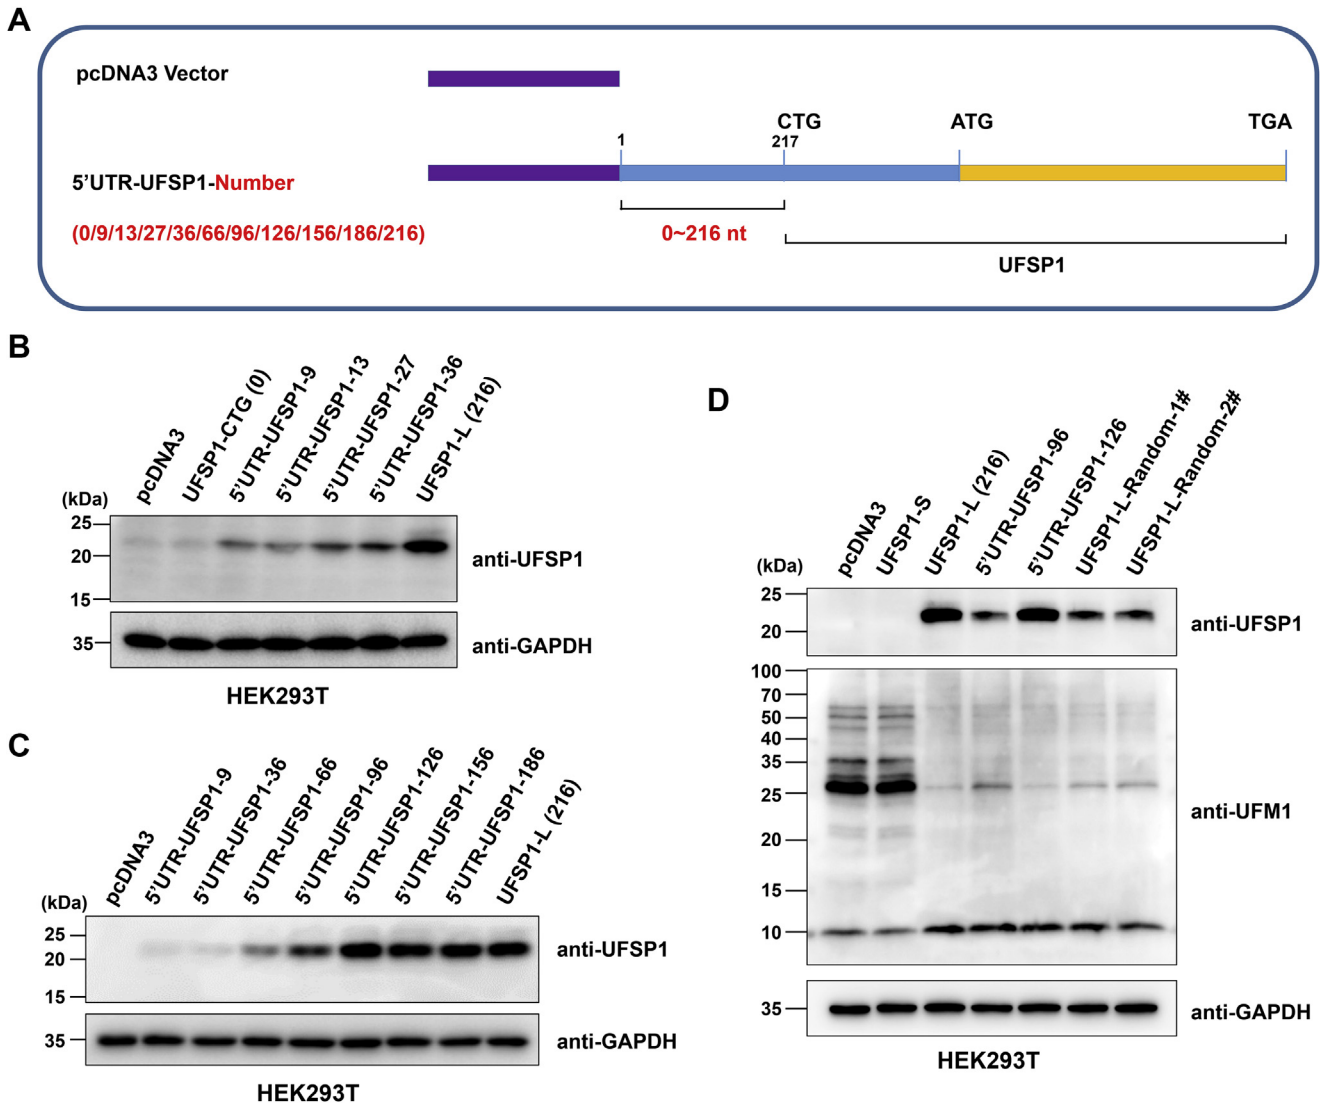 A
pcDNA3 Vector
CTG
ATG
TGA
1
217
5’UTR-UFSP1-Number
(0/9/13/27/36/66/96/126/156/186/216)
0~216 nt
UFSP1
B
pcDNA3
UFSP1-CTG (0)
5’UTR-UFSP1-9
5’UTR-UFSP1-13
5’UTR-UFSP1-27
5’UTR-UFSP1-36
UFSP1-L (216)
(kDa)
25
20
15
anti-UFSP1
35
anti-GAPDH
HEK293T
C
pcDNA3
5’UTR-UFSP1-9
5’UTR-UFSP1-36
5’UTR-UFSP1-66
5’UTR-UFSP1-96
5’UTR-UFSP1-126
5’UTR-UFSP1-156
5’UTR-UFSP1-186
UFSP1-L (216)
(kDa)
25
20
15
anti-UFSP1
35
anti-GAPDH
HEK293T
D
pcDNA3
UFSP1-S
UFSP1-L (216)
5’UTR-UFSP1-96
5’UTR-UFSP1-126
UFSP1-L-Random-1#
UFSP1-L-Random-2#
(kDa)
25
20
anti-UFSP1
100
70
50
40
35
25
20
15
10
anti-UFM1
35
anti-GAPDH
HEK293T